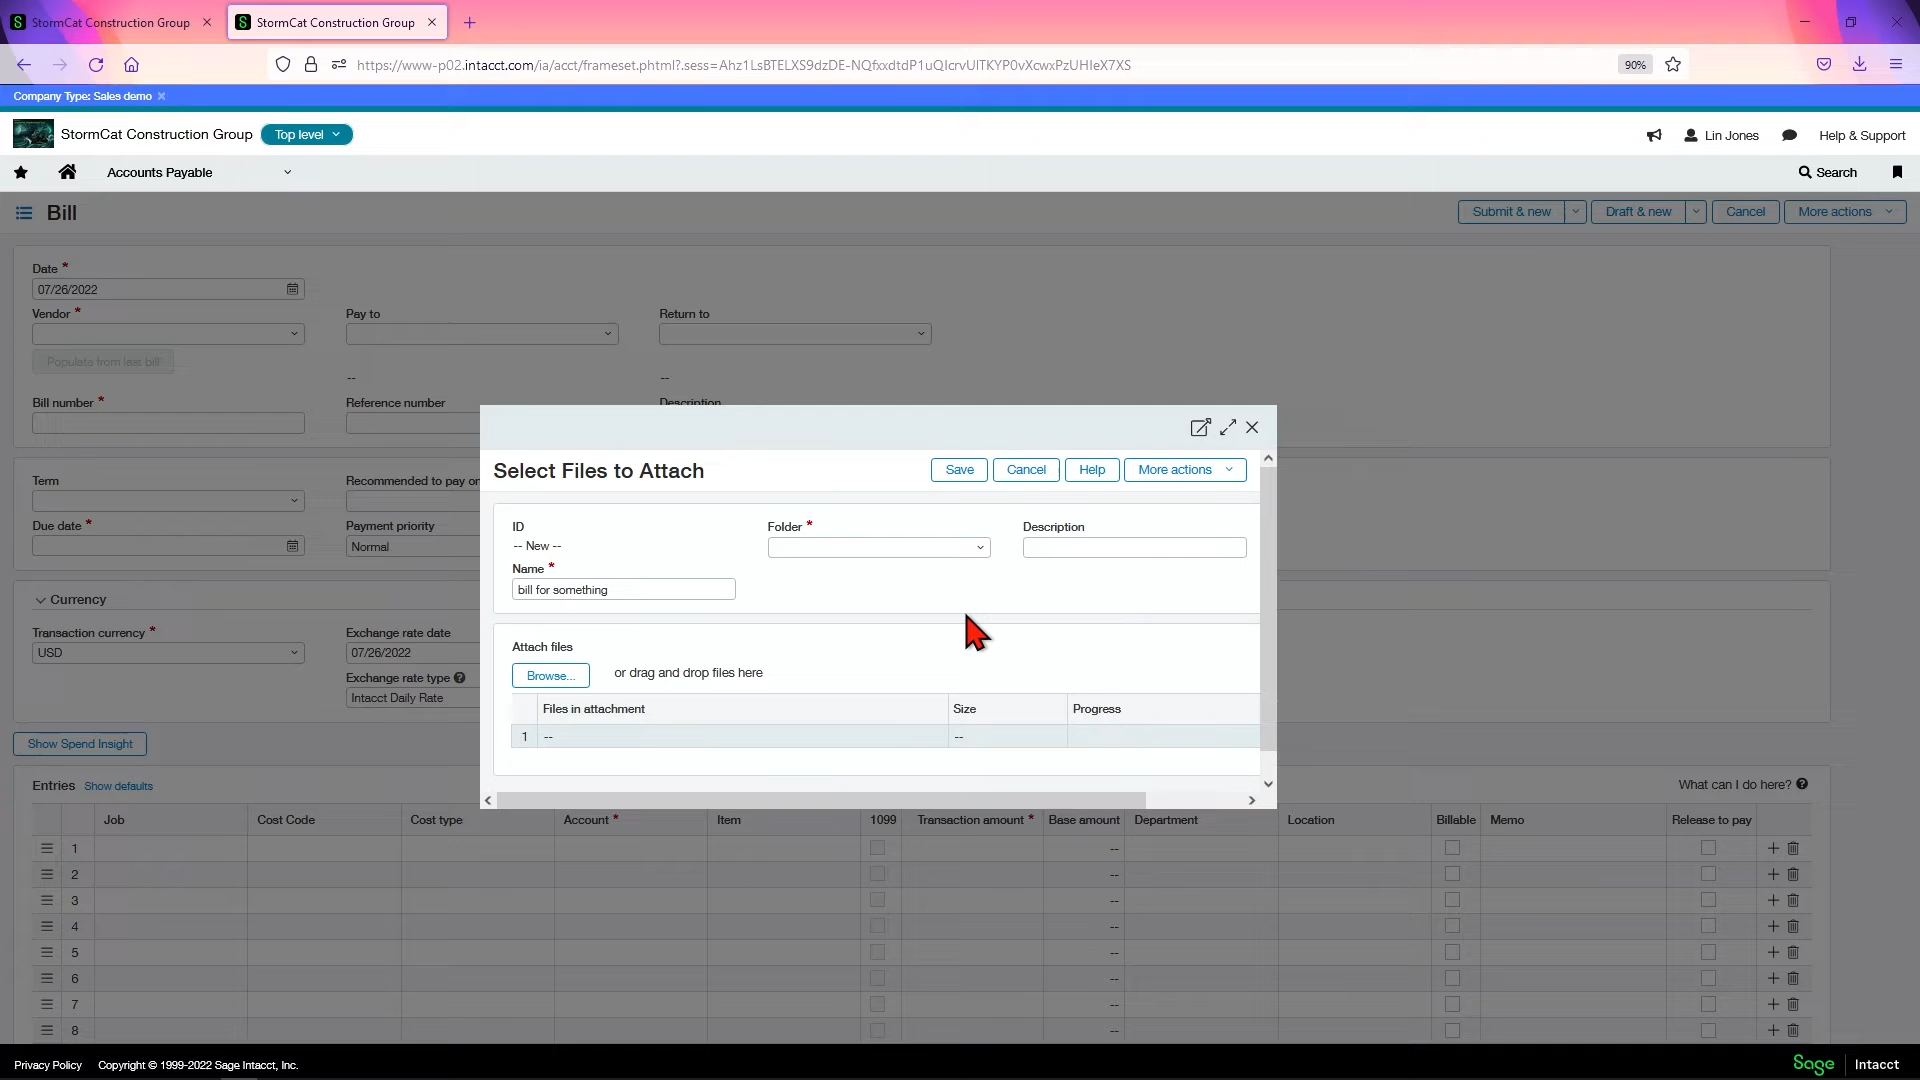 StormCat Construction Group
StormCat Construction Group
https://www-p02.intacct.com/ia/acct/frameset.phtml?.sess=Ahz1LsBTELXS9dzDE-NQfxxdtdP1uQIcrvUITKYP0vXcwxPzUHIeX7XS
90%
Company Type: Sales demo
StormCat Construction Group
Top level
Lin Jones
Help & Support
Accounts Payable
Search
Bill
Submit & new
Draft & new
Cancel
More actions
Date *
07/26/2022
Vendor *
Pay to
Return to
Populate from last bill
--
--
Bill number *
Reference number
Description
Select Files to Attach
Save
Cancel
Help
More actions
ID
-- New --
Folder *
Description
Name *
bill for something
Attach files
Browse...
or drag and drop files here
Files in attachment
Size
Progress
1
--
--
Term
Recommended to pay on
Due date *
Payment priority
Normal
Currency
Transaction currency *
USD
Exchange rate date
07/26/2022
Exchange rate type
Intacct Daily Rate
Show Spend Insight
Entries Show defaults
What can I do here?
Job Cost Code Cost type Account * Item 1099 Transaction amount * Base amount Department Location Billable Memo Release to pay
1 --
2 --
3 --
4 --
5 --
6 --
7 --
8 --
Privacy Policy Copyright © 1999-2022 Sage Intacct, Inc.
Sage Intacct